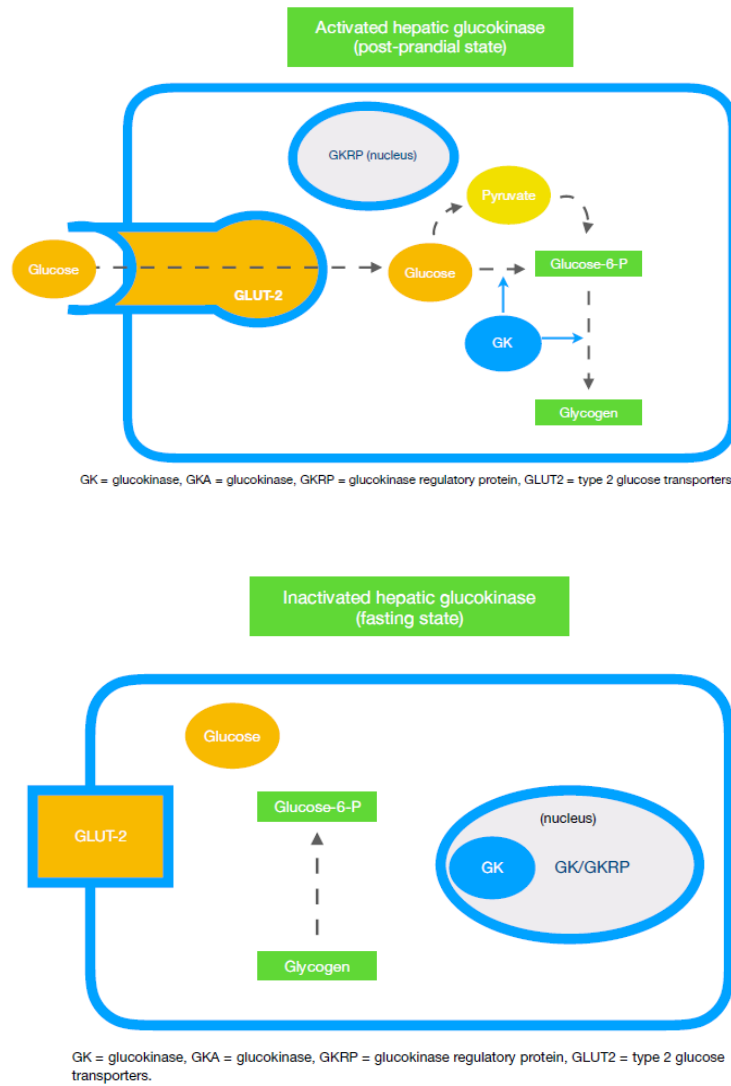 Activated hepatic glucokinase
(post-prandial state)
GKRP (nucleus)
Pyruvate
Glucose
GLUT-2
Glucose
Glucose-6-P
GK
Glycogen
GK = glucokinase, GKA = glucokinase, GKRP = glucokinase regulatory protein, GLUT2 = type 2 glucose transporters
Inactivated hepatic glucokinase
(fasting state)
Glucose
GLUT-2
Glucose-6-P
(nucleus)
GK
GK/GKRP
Glycogen
GK = glucokinase, GKA = glucokinase, GKRP = glucokinase regulatory protein, GLUT2 = type 2 glucose
transporters.